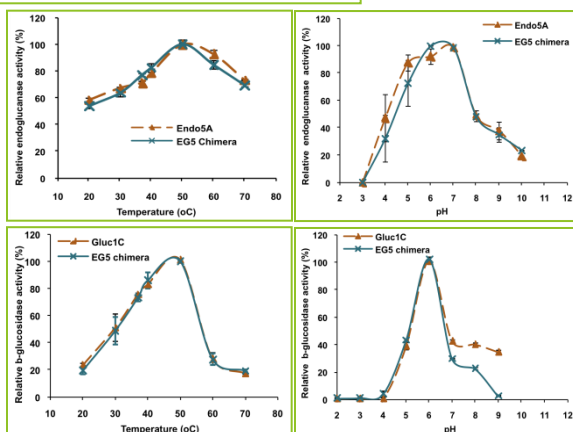 Relative endoglucanase activity (%)
120
100
80
60
40
20
0
Endo5A
EG5 Chimera
10 20 30 40 50 60 70 80
Temperature (oC)
Relative endoglucanase activity (%)
120
100
80
60
40
20
0
Endo5A
EG5 chimera
2 3 4 5 6 7 8 9 10 11 12
pH
Relative b-glucosidase activity (%)
120
100
80
60
40
20
0
Gluc1C
EG5 chimera
10 20 30 40 50 60 70 80
Temperature (oC)
Relative b-glucosidase activity (%)
120
100
80
60
40
20
0
Gluc1C
EG5 chimera
2 3 4 5 6 7 8 9 10 11 12
pH